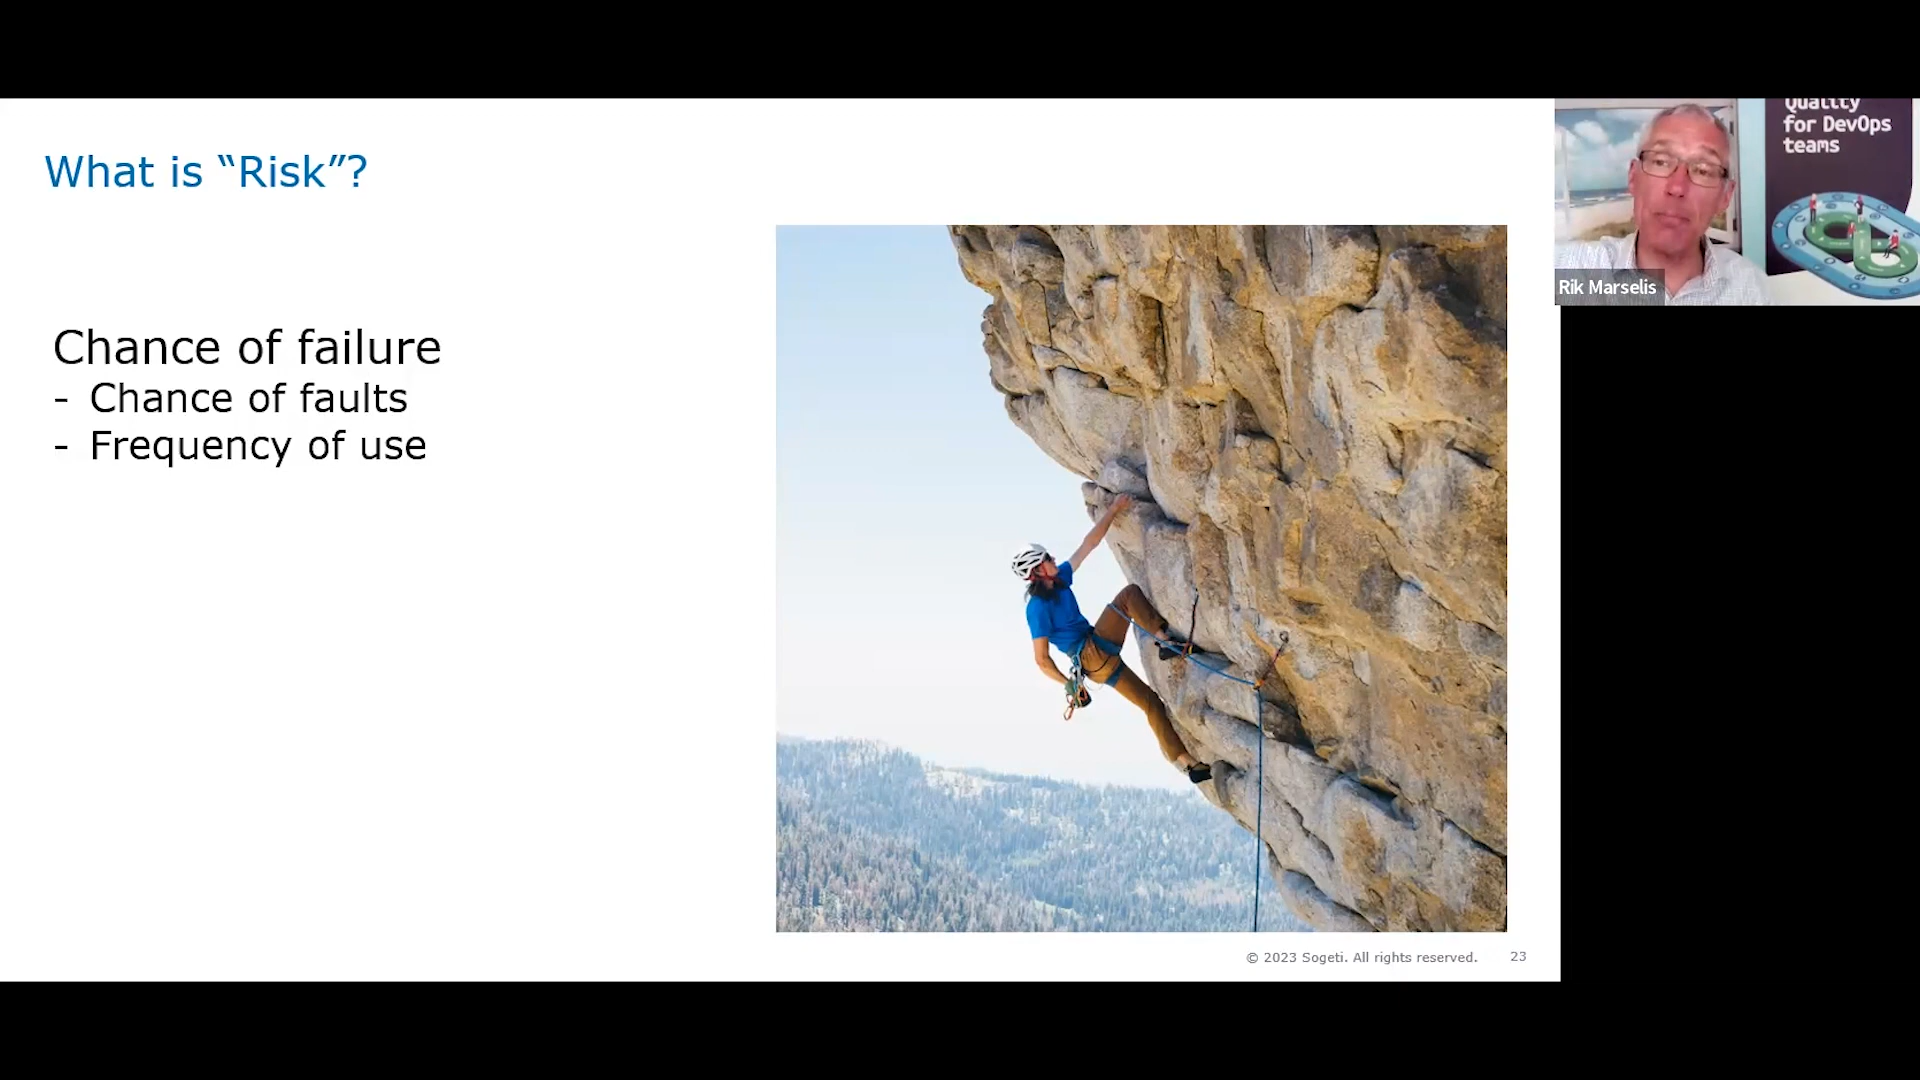 What is “Risk”?
Chance of failure
- Chance of faults
- Frequency of use
© 2023 Sogeti. All rights reserved. 23
Quality
for DevOps
teams
Rik Marselis